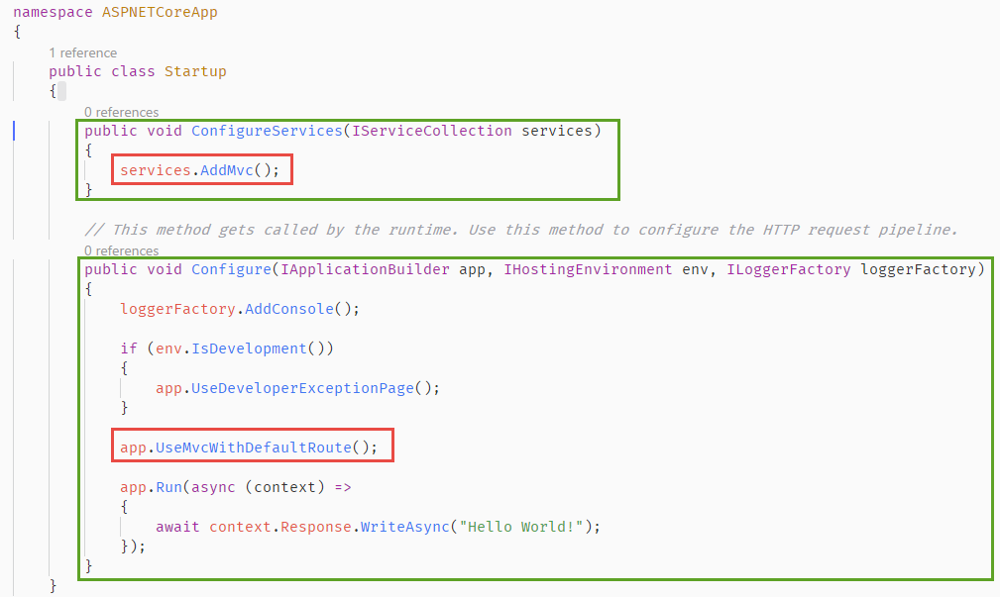 namespace ASPNETCoreApp
{
1 reference
public class Startup
{
0 references
public void ConfigureServices(IServiceCollection services)
{
services.AddMvc();
}
// This method gets called by the runtime. Use this method to configure the HTTP request pipeline.
0 references
public void Configure(IApplicationBuilder app, IHostingEnvironment env, ILoggerFactory loggerFactory)
{
loggerFactory.AddConsole();
if (env.IsDevelopment())
{
app.UseDeveloperExceptionPage();
}
app.UseMvcWithDefaultRoute();
app.Run(async (context) =>
{
await context.Response.WriteAsync("Hello World!");
});
}
}